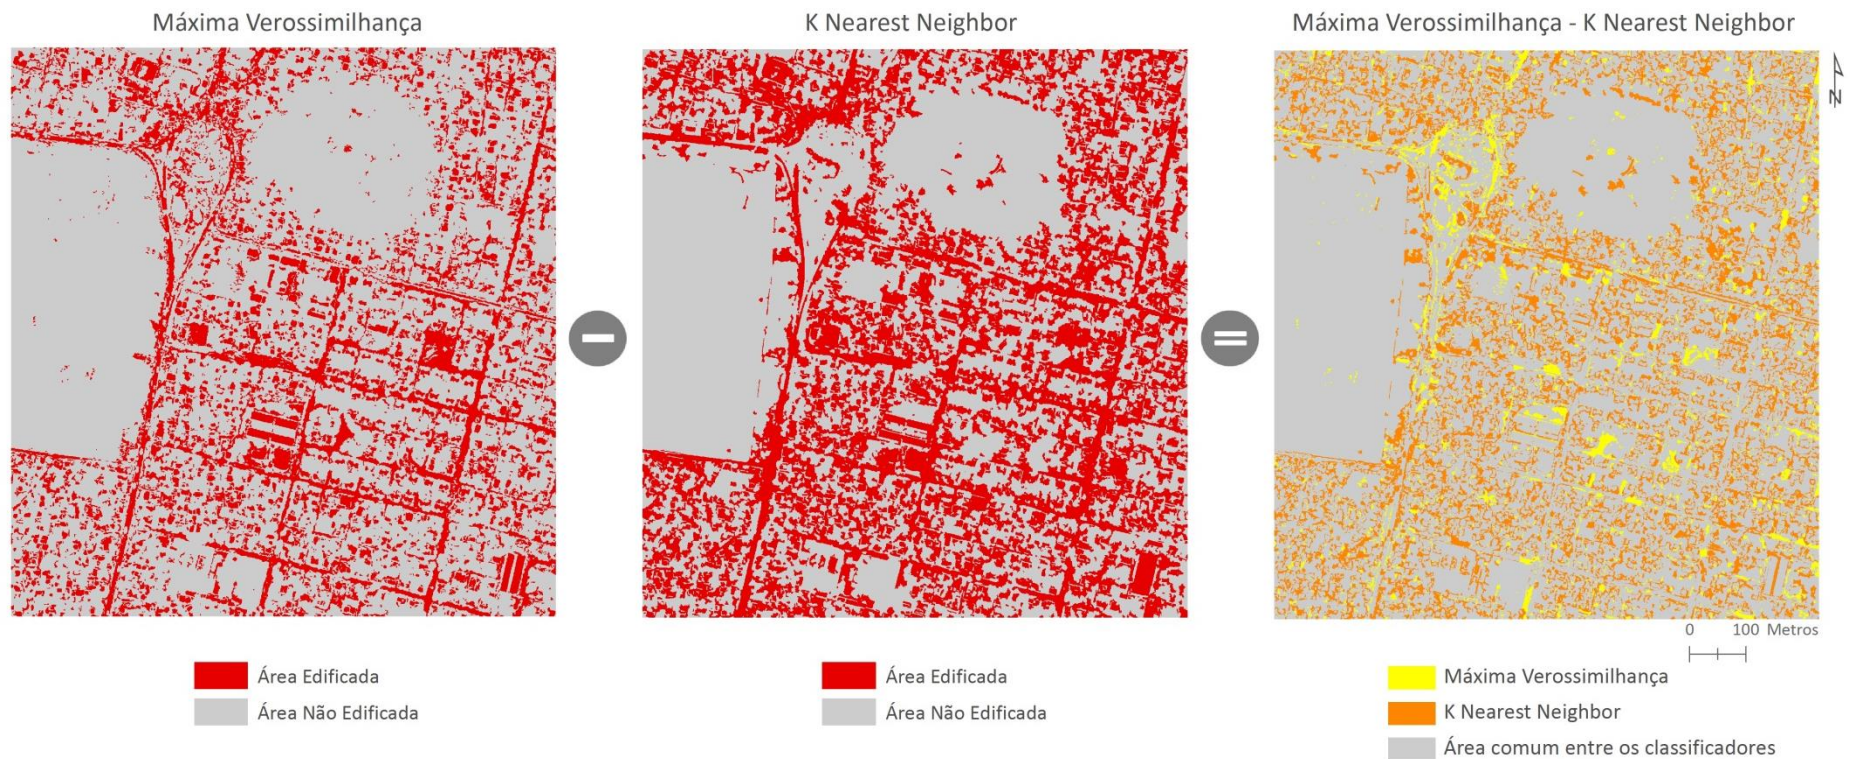 Máxima Verossimilhança
K Nearest Neighbor
Máxima Verossimilhança - K Nearest Neighbor
N
0 100 Metros
Área Edificada
Área Não Edificada
Área Edificada
Área Não Edificada
Máxima Verossimilhança
K Nearest Neighbor
Área comum entre os classificadores